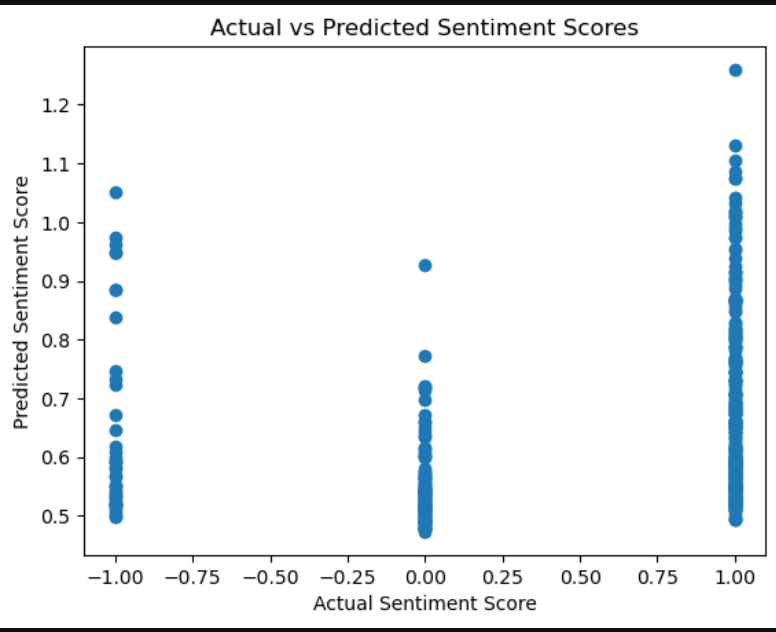 Actual vs Predicted Sentiment Scores
1.2
1.1
1.0
0.9
0.8
0.7
0.6
0.5
Predicted Sentiment Score
−1.00 −0.75 −0.50 −0.25 0.00 0.25 0.50 0.75 1.00
Actual Sentiment Score